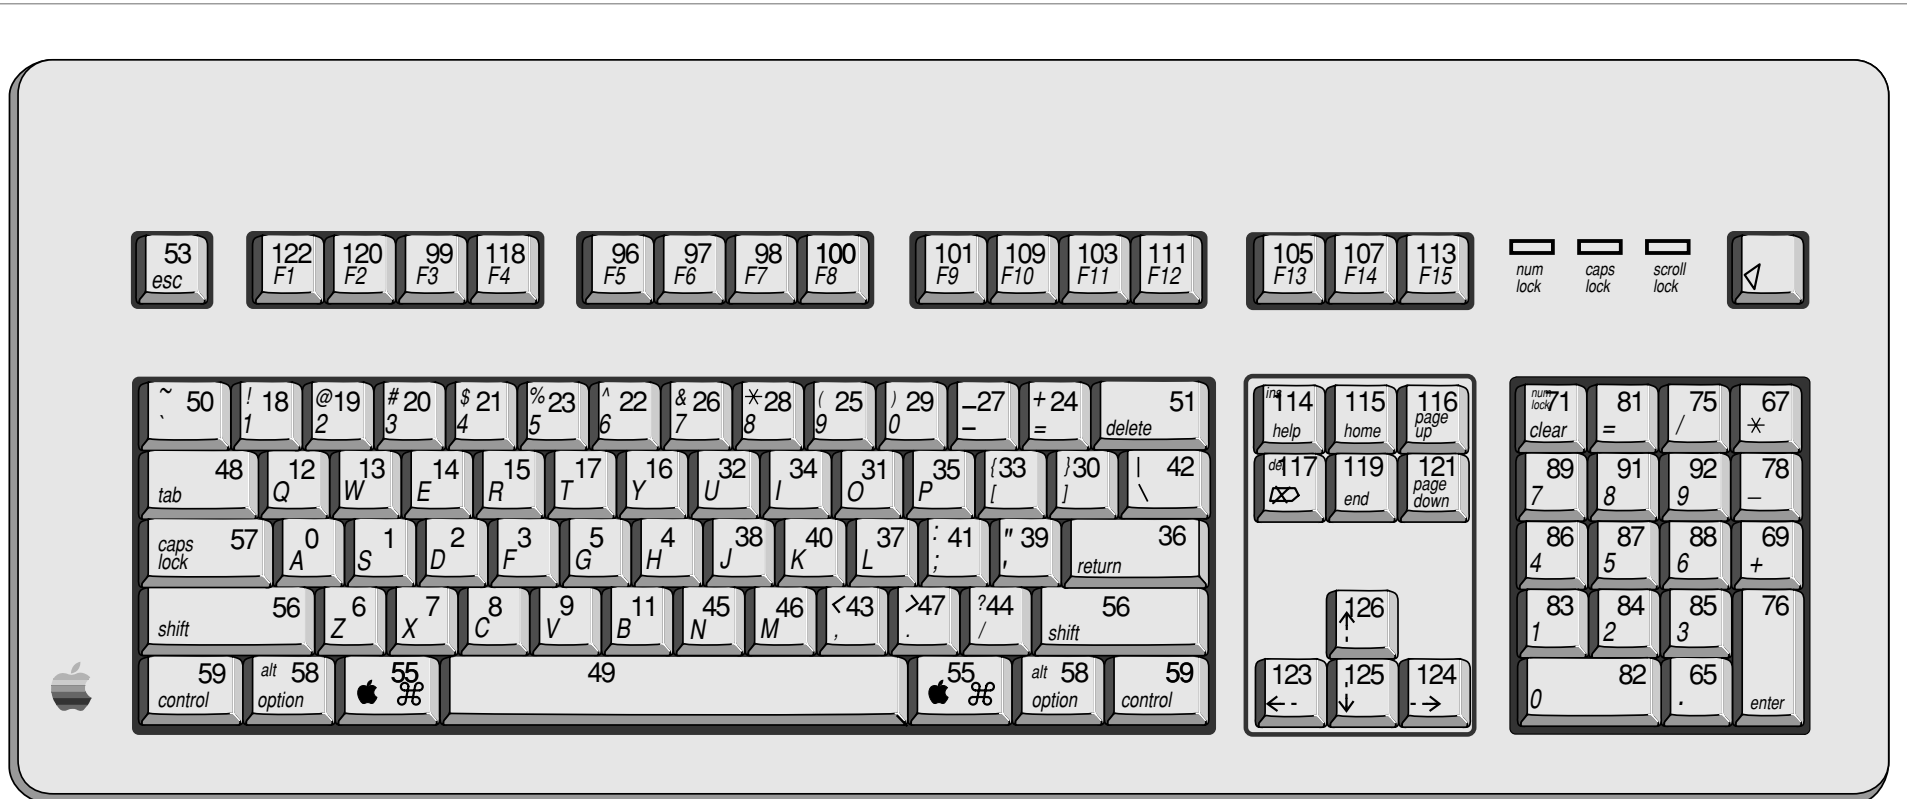 53 122 120 99 118 96 97 98 100 101 109 103 111 105 107 113
esc F1 F2 F3 F4 F5 F6 F7 F8 F9 F10 F11 F12 F13 F14 F15
num lock caps lock scroll lock
~ 50 ! 18 @ 19 # 20 $ 21 % 23 ^ 22 & 26 * 28 ( 25 ) 29 _ 27 + 24 51 ins 114 115 116 num lock 71 81 75 67
` 1 2 3 4 5 6 7 8 9 0 – = delete help home page up clear = / *
48 12 13 14 15 17 16 32 34 31 35 { 33 } 30 | 42 del 117 119 121 89 91 92 78
tab Q W E R T Y U I O P [ ] \ ⌦ end page down 7 8 9 –
57 0 1 2 3 5 4 38 40 37 : 41 " 39 36 86 87 88 69
caps lock A S D F G H J K L ; ' return 4 5 6 +
56 6 7 8 9 11 45 46 < 43 > 47 ? 44 56 126 83 84 85 76
shift Z X C V B N M , . / shift ↑ 1 2 3
59 alt 58 55 49 55 alt 58 59 123 125 124 82 65
control option ⌘ ⌘ option control ← ↓ → 0 . enter